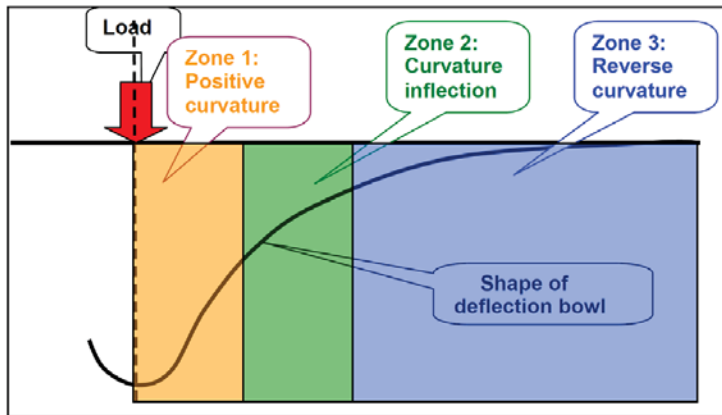 Load
Zone 1:
Positive
curvature
Zone 2:
Curvature
inflection
Zone 3:
Reverse
curvature
Shape of
deflection bowl